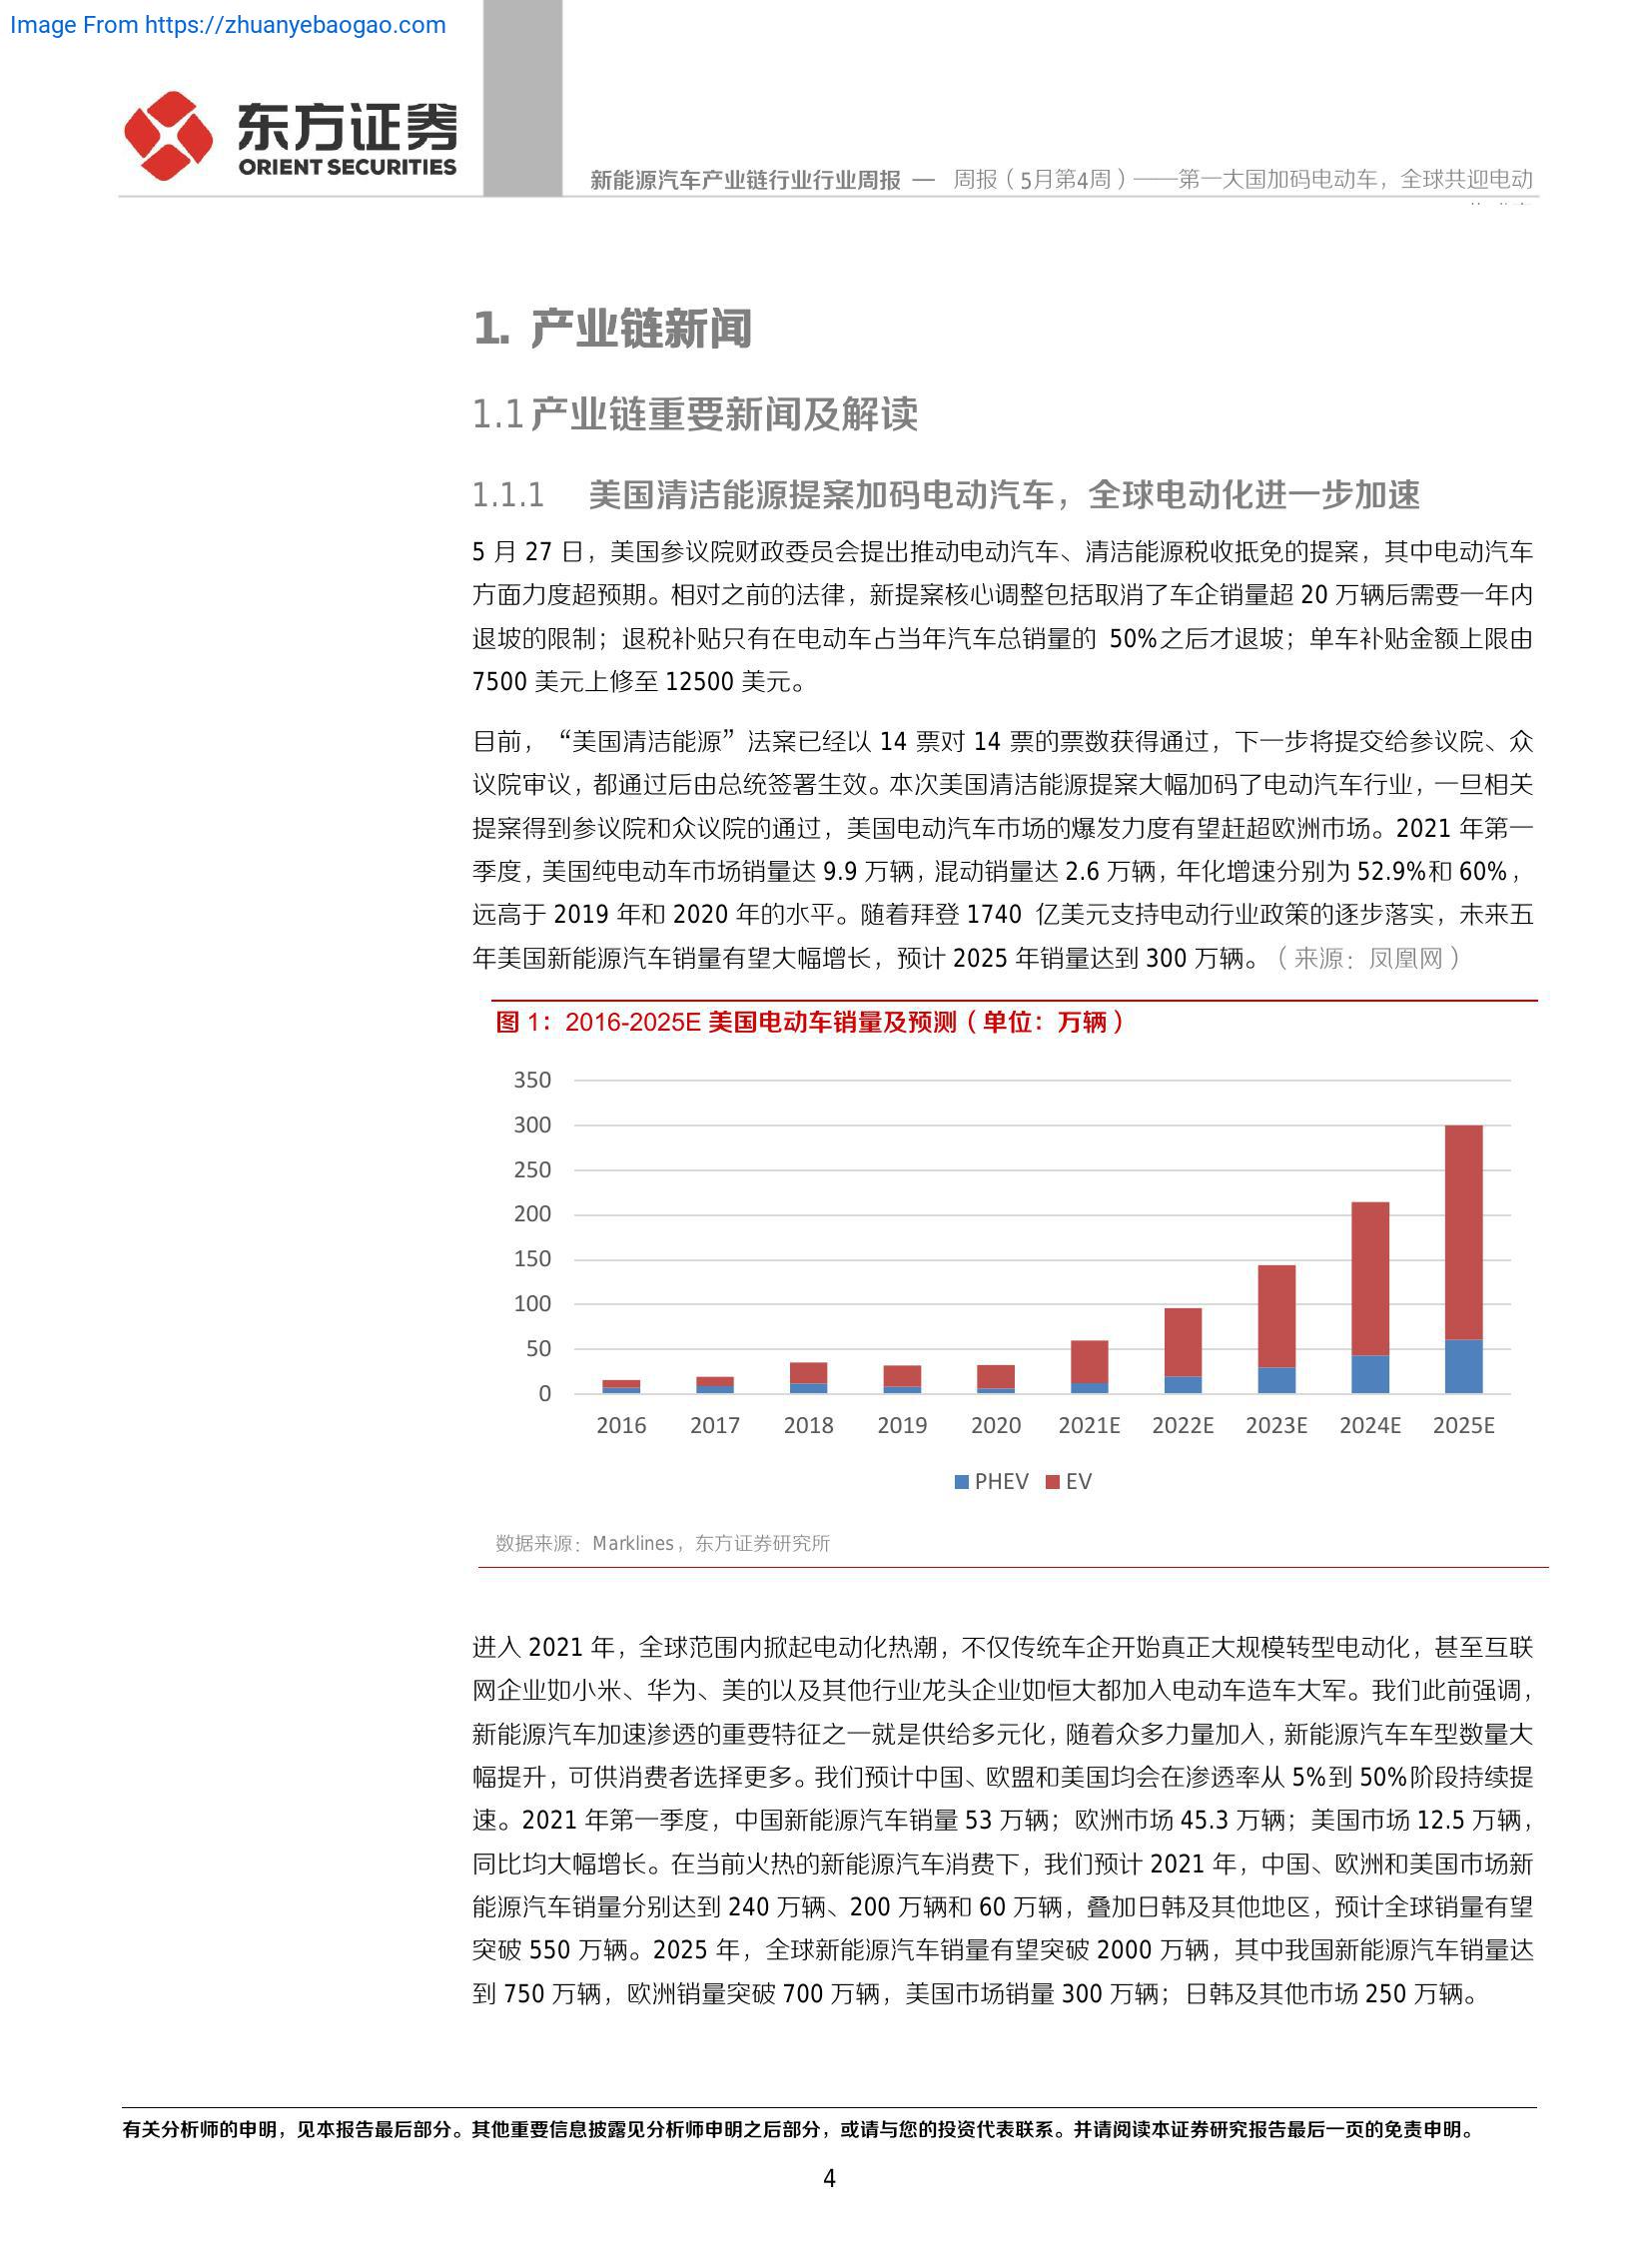 Image From https://zhuanyebaogao.com
东方证券
ORIENT SECURITIES
新能源汽车产业链行业行业周报 — 周报（5月第4周）——第一大国加码电动车，全球共迎电动
1. 产业链新闻
1.1产业链重要新闻及解读
1.1.1 美国清洁能源提案加码电动汽车，全球电动化进一步加速
5 月 27 日，美国参议院财政委员会提出推动电动汽车、清洁能源税收抵免的提案，其中电动汽车
方面力度超预期。相对之前的法律，新提案核心调整包括取消了车企销量超 20 万辆后需要一年内
退坡的限制；退税补贴只有在电动车占当年汽车总销量的 50%之后才退坡；单车补贴金额上限由
7500 美元上修至 12500 美元。
目前，“美国清洁能源”法案已经以 14 票对 14 票的票数获得通过，下一步将提交给参议院、众
议院审议，都通过后由总统签署生效。本次美国清洁能源提案大幅加码了电动汽车行业，一旦相关
提案得到参议院和众议院的通过，美国电动汽车市场的爆发力度有望赶超欧洲市场。2021 年第一
季度，美国纯电动车市场销量达 9.9 万辆，混动销量达 2.6 万辆，年化增速分别为 52.9%和 60%，
远高于 2019 年和 2020 年的水平。随着拜登 1740 亿美元支持电动行业政策的逐步落实，未来五
年美国新能源汽车销量有望大幅增长，预计 2025 年销量达到 300 万辆。（来源：凤凰网）
图 1：2016-2025E 美国电动车销量及预测（单位：万辆）
350
300
250
200
150
100
50
0
2016 2017 2018 2019 2020 2021E 2022E 2023E 2024E 2025E
PHEV EV
数据来源：Marklines，东方证券研究所
进入 2021 年，全球范围内掀起电动化热潮，不仅传统车企开始真正大规模转型电动化，甚至互联
网企业如小米、华为、美的以及其他行业龙头企业如恒大都加入电动车造车大军。我们此前强调，
新能源汽车加速渗透的重要特征之一就是供给多元化，随着众多力量加入，新能源汽车车型数量大
幅提升，可供消费者选择更多。我们预计中国、欧盟和美国均会在渗透率从 5%到 50%阶段持续提
速。2021 年第一季度，中国新能源汽车销量 53 万辆；欧洲市场 45.3 万辆；美国市场 12.5 万辆，
同比均大幅增长。在当前火热的新能源汽车消费下，我们预计 2021 年，中国、欧洲和美国市场新
能源汽车销量分别达到 240 万辆、200 万辆和 60 万辆，叠加日韩及其他地区，预计全球销量有望
突破 550 万辆。2025 年，全球新能源汽车销量有望突破 2000 万辆，其中我国新能源汽车销量达
到 750 万辆，欧洲销量突破 700 万辆，美国市场销量 300 万辆；日韩及其他市场 250 万辆。
有关分析师的申明，见本报告最后部分。其他重要信息披露见分析师申明之后部分，或请与您的投资代表联系。并请阅读本证券研究报告最后一页的免责申明。
4